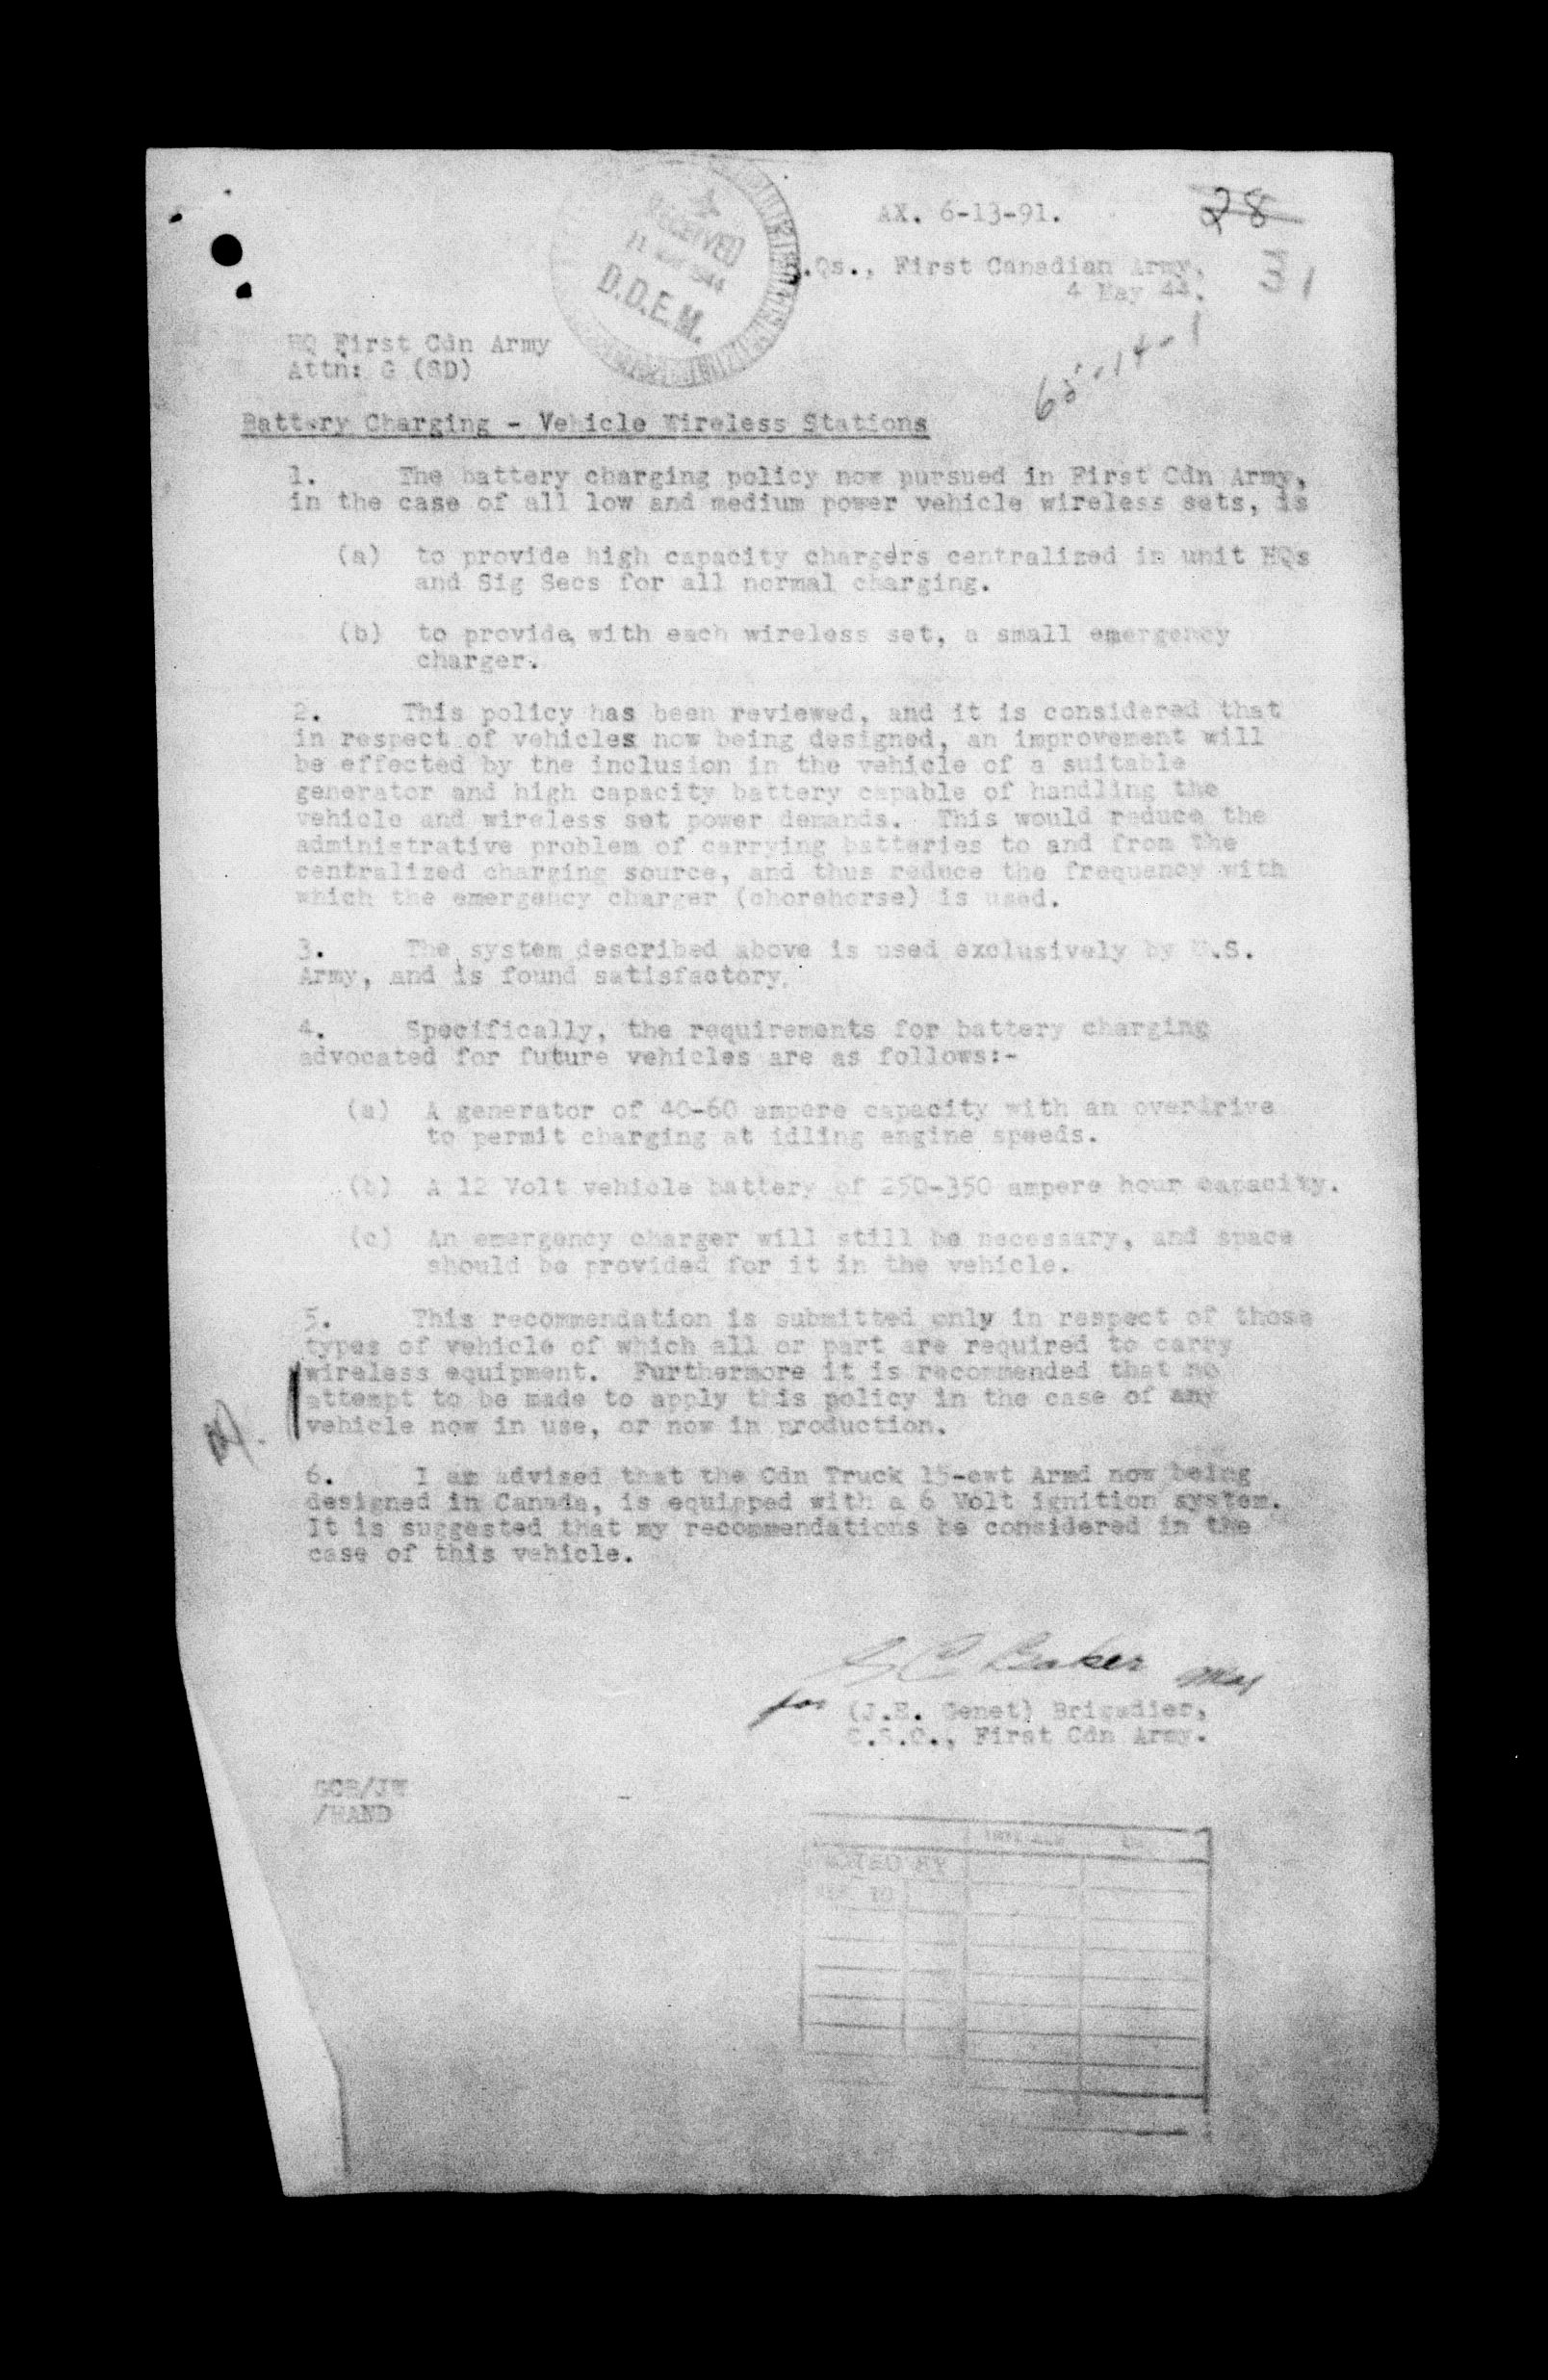 AX. 6-13-91.
28
31
.Qs., First Canadian Army,
4 May 44.
RECEIVED
11 MAY 1944
D.D.E.M.
HQ First Cdn Army
Attn: G (SD)
65-14-1
Battery Charging - Vehicle Wireless Stations
1. The battery charging policy now pursued in First Cdn Army,
in the case of all low and medium power vehicle wireless sets, is
(a) to provide high capacity chargers centralized in unit HQs
and Sig Secs for all normal charging.
(b) to provide, with each wireless set, a small emergency
charger.
2. This policy has been reviewed, and it is considered that
in respect of vehicles now being designed, an improvement will
be effected by the inclusion in the vehicle of a suitable
generator and high capacity battery capable of handling the
vehicle and wireless set power demands. This would reduce the
administrative problem of carrying batteries to and from the
centralized charging source, and thus reduce the frequency with
which the emergency charger (chorehorse) is used.
3. The system described above is used exclusively by U.S.
Army, and is found satisfactory.
4. Specifically, the requirements for battery charging
advocated for future vehicles are as follows:-
(a) A generator of 40-60 ampere capacity with an overdrive
to permit charging at idling engine speeds.
(b) A 12 Volt vehicle battery of 250-350 ampere hour capacity.
(c) An emergency charger will still be necessary, and space
should be provided for it in the vehicle.
5. This recommendation is submitted only in respect of those
types of vehicle of which all or part are required to carry
wireless equipment. Furthermore it is recommended that no
attempt to be made to apply this policy in the case of any
vehicle now in use, or now in production.
6. I am advised that the Cdn Truck 15-cwt Armd now being
designed in Canada, is equipped with a 6 Volt ignition system.
It is suggested that my recommendations be considered in the
case of this vehicle.
G C Baker Maj
for (J.E. Genet) Brigadier,
C.S.O., First Cdn Army.
GCB/JW
/HAND
NOTED BY
TO